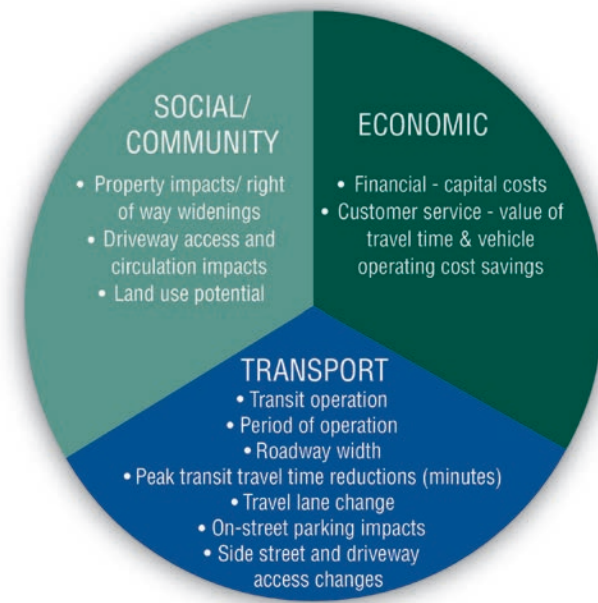 SOCIAL/
COMMUNITY
• Property impacts/ right
of way widenings
• Driveway access and
circulation impacts
• Land use potential
ECONOMIC
• Financial - capital costs
• Customer service - value of
travel time & vehicle
operating cost savings
TRANSPORT
• Transit operation
• Period of operation
• Roadway width
• Peak transit travel time reductions (minutes)
• Travel lane change
• On-street parking impacts
• Side street and driveway
access changes